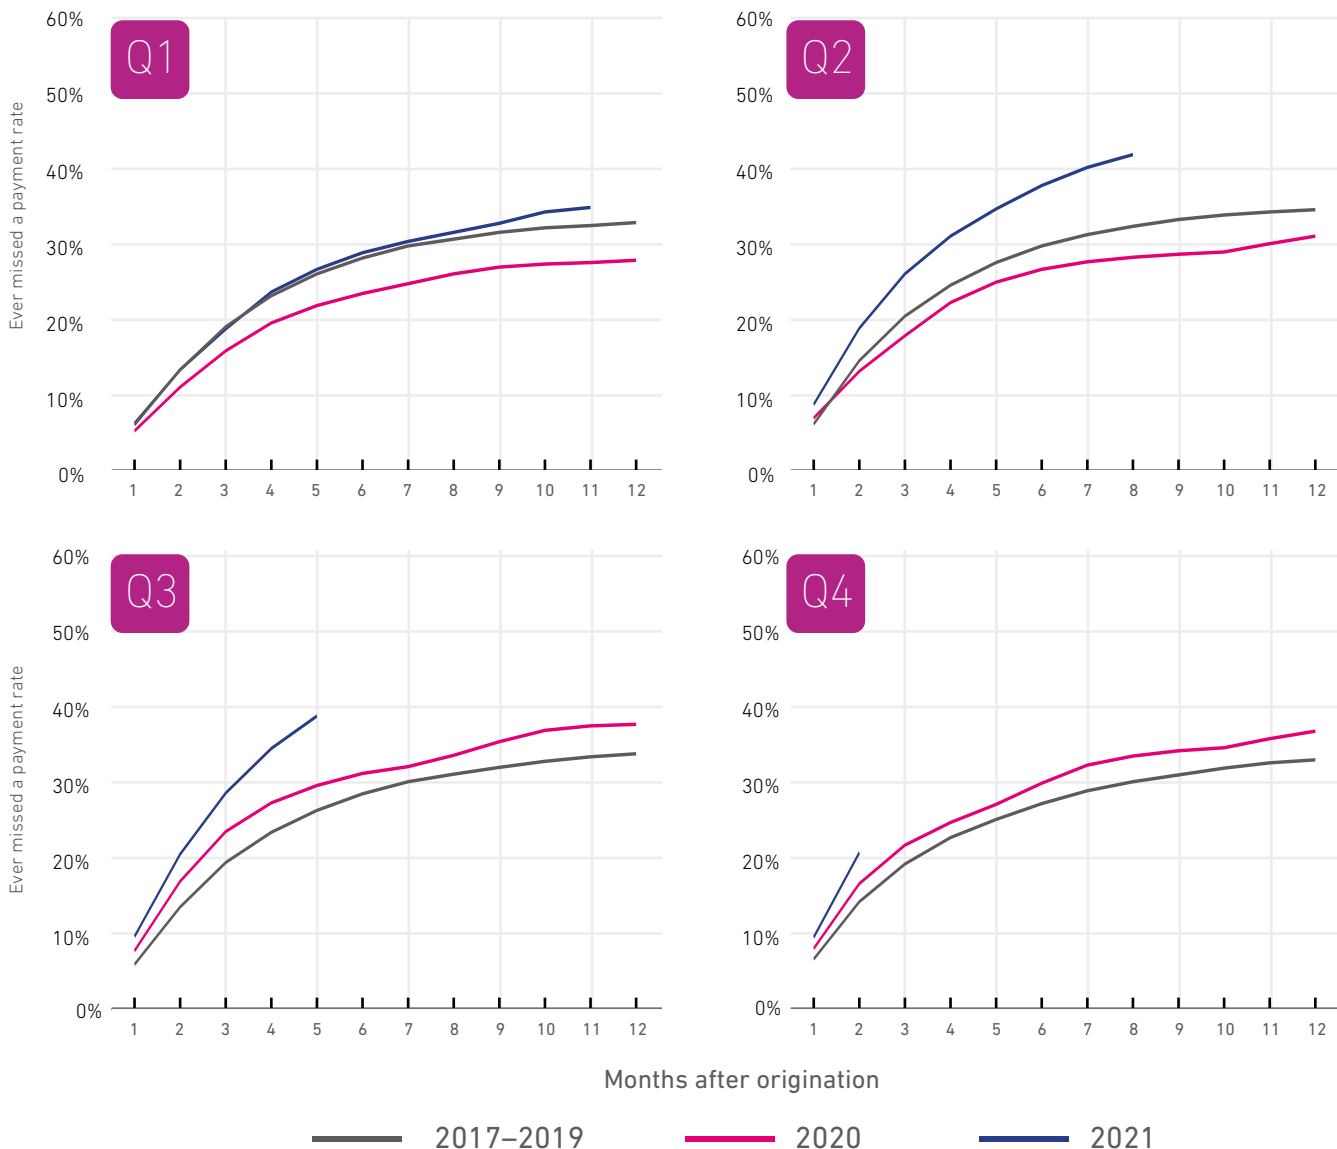 60%
Q1
50%
40%
30%
20%
10%
0%
Ever missed a payment rate
1 2 3 4 5 6 7 8 9 10 11 12
60%
Q2
50%
40%
30%
20%
10%
0%
1 2 3 4 5 6 7 8 9 10 11 12
60%
Q3
50%
40%
30%
20%
10%
0%
Ever missed a payment rate
1 2 3 4 5 6 7 8 9 10 11 12
60%
Q4
50%
40%
30%
20%
10%
0%
1 2 3 4 5 6 7 8 9 10 11 12
Months after origination
2017–2019 2020 2021